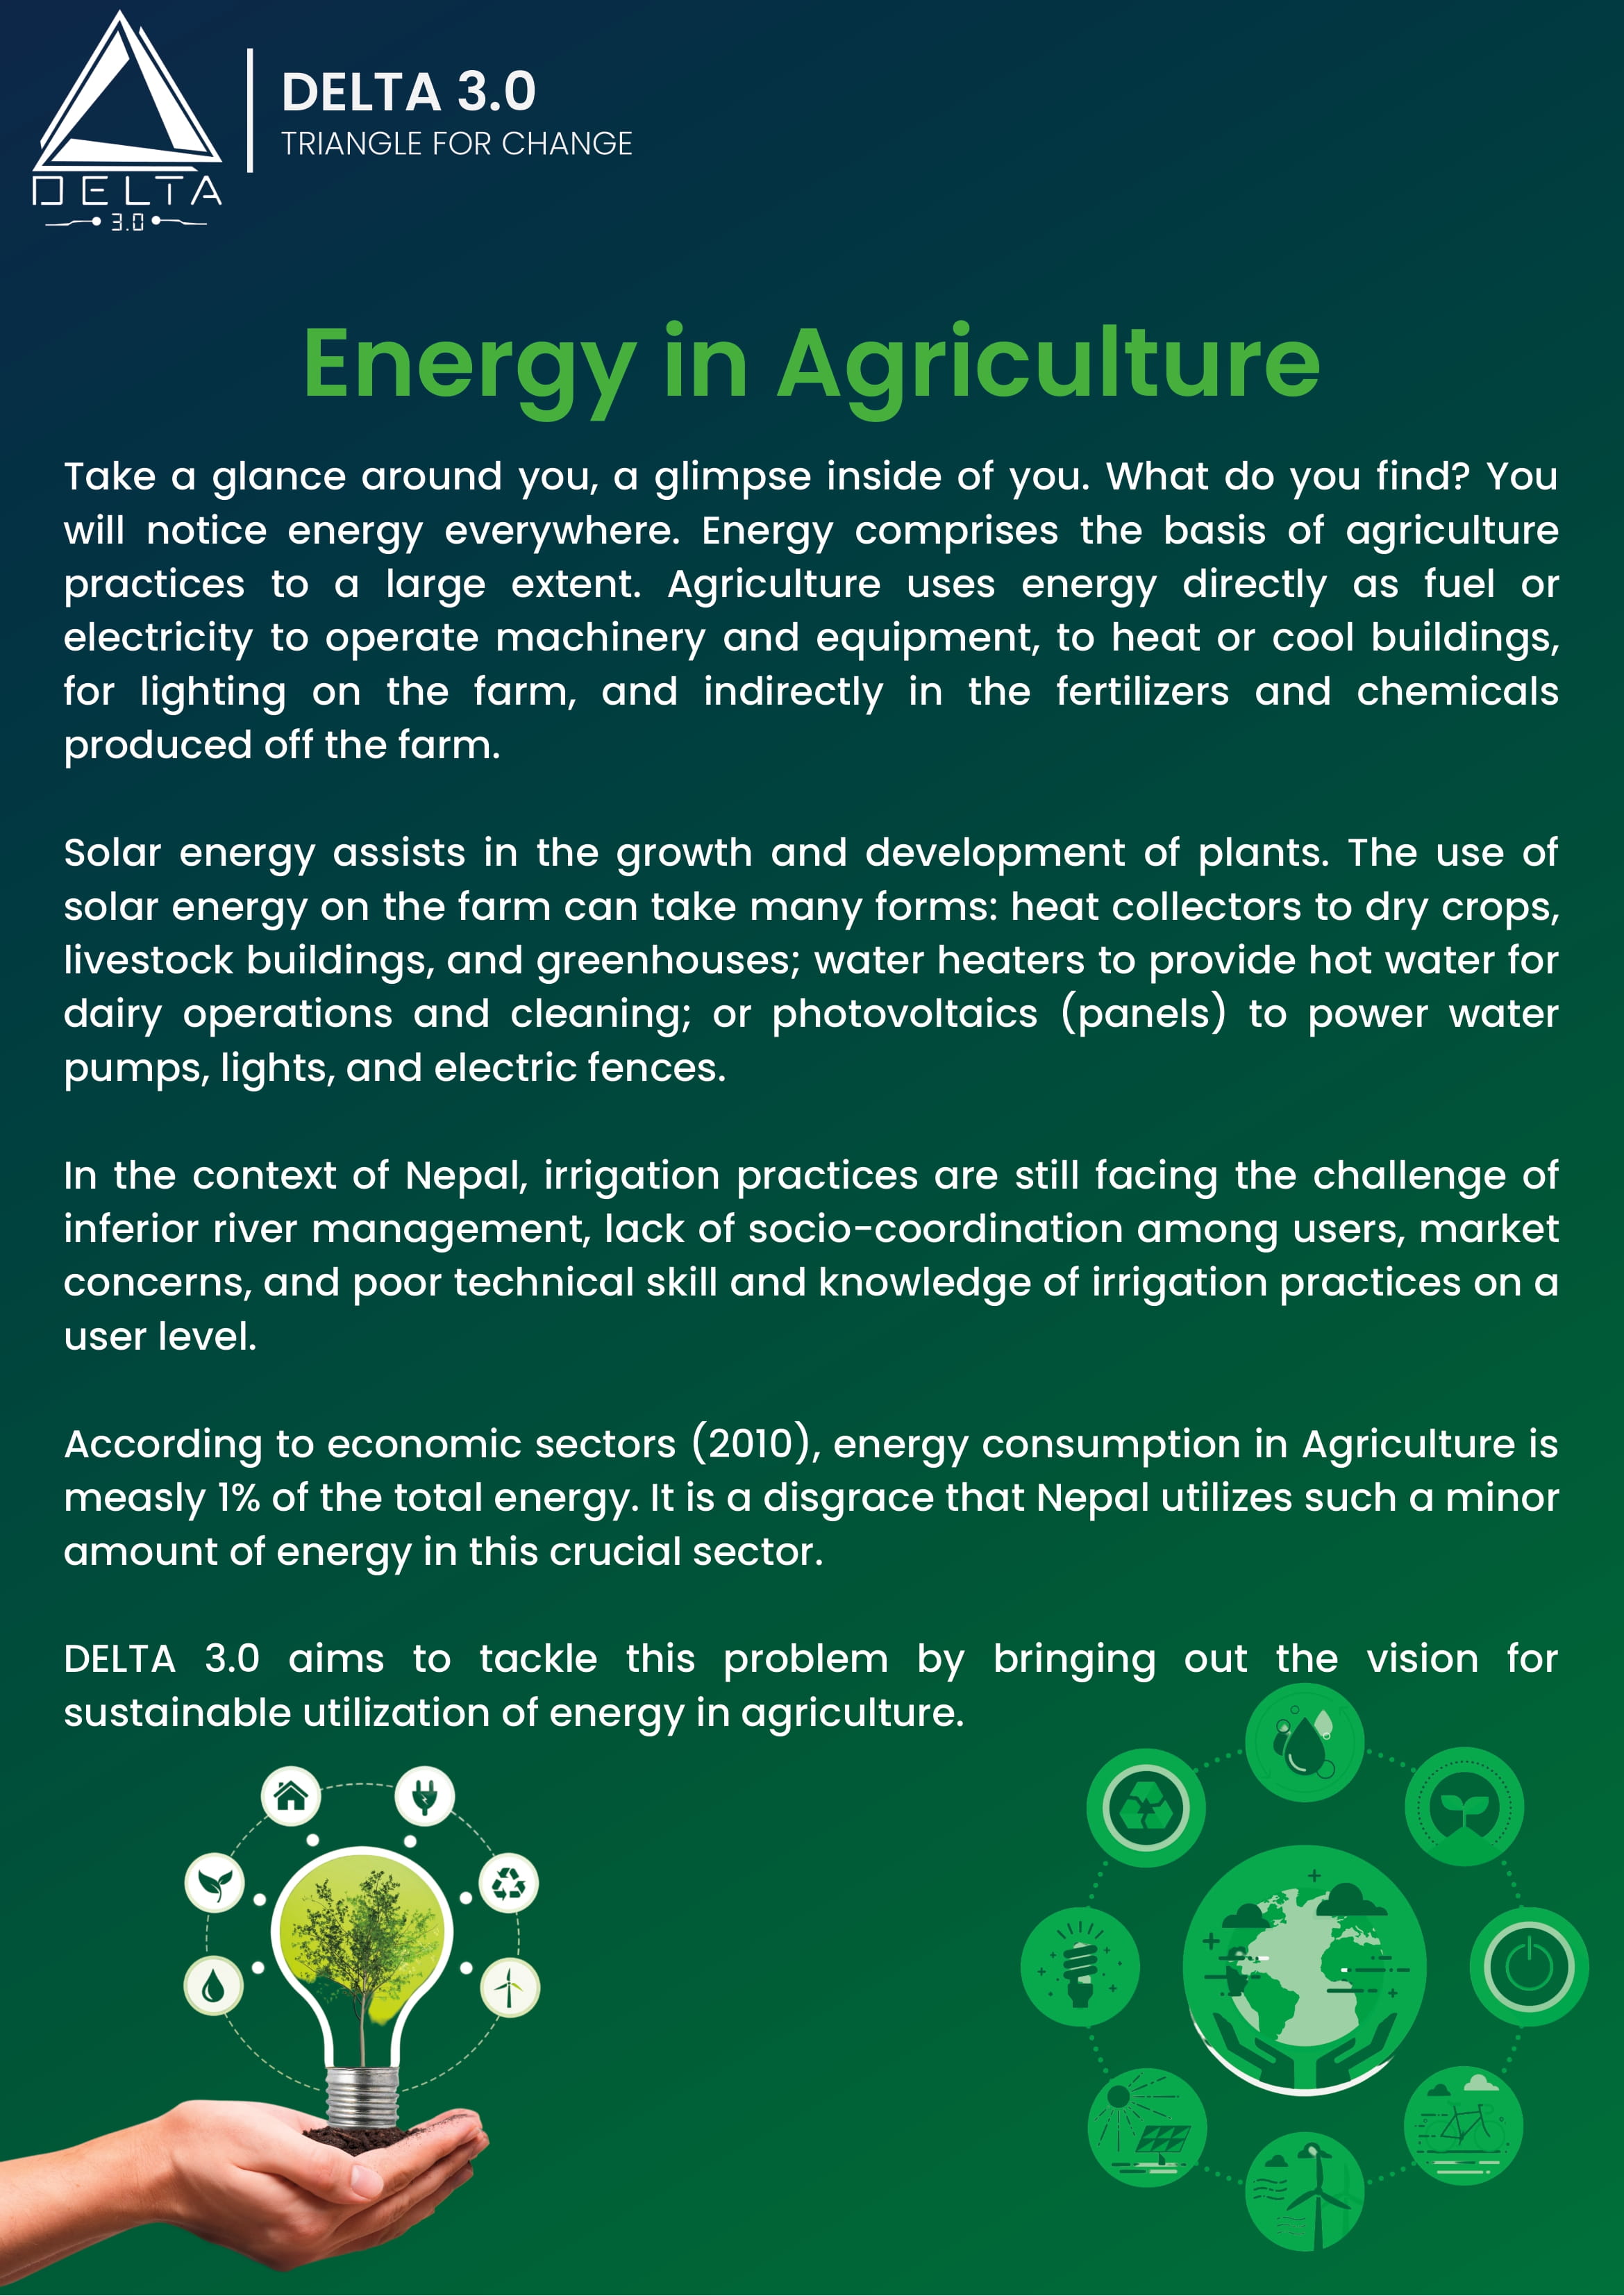 DELTA
3.0
DELTA 3.0
TRIANGLE FOR CHANGE
Energy in Agriculture
Take a glance around you, a glimpse inside of you. What do you find? You
will notice energy everywhere. Energy comprises the basis of agriculture
practices to a large extent. Agriculture uses energy directly as fuel or
electricity to operate machinery and equipment, to heat or cool buildings,
for lighting on the farm, and indirectly in the fertilizers and chemicals
produced off the farm.
Solar energy assists in the growth and development of plants. The use of
solar energy on the farm can take many forms: heat collectors to dry crops,
livestock buildings, and greenhouses; water heaters to provide hot water for
dairy operations and cleaning; or photovoltaics (panels) to power water
pumps, lights, and electric fences.
In the context of Nepal, irrigation practices are still facing the challenge of
inferior river management, lack of socio-coordination among users, market
concerns, and poor technical skill and knowledge of irrigation practices on a
user level.
According to economic sectors (2010), energy consumption in Agriculture is
measly 1% of the total energy. It is a disgrace that Nepal utilizes such a minor
amount of energy in this crucial sector.
DELTA 3.0 aims to tackle this problem by bringing out the vision for
sustainable utilization of energy in agriculture.